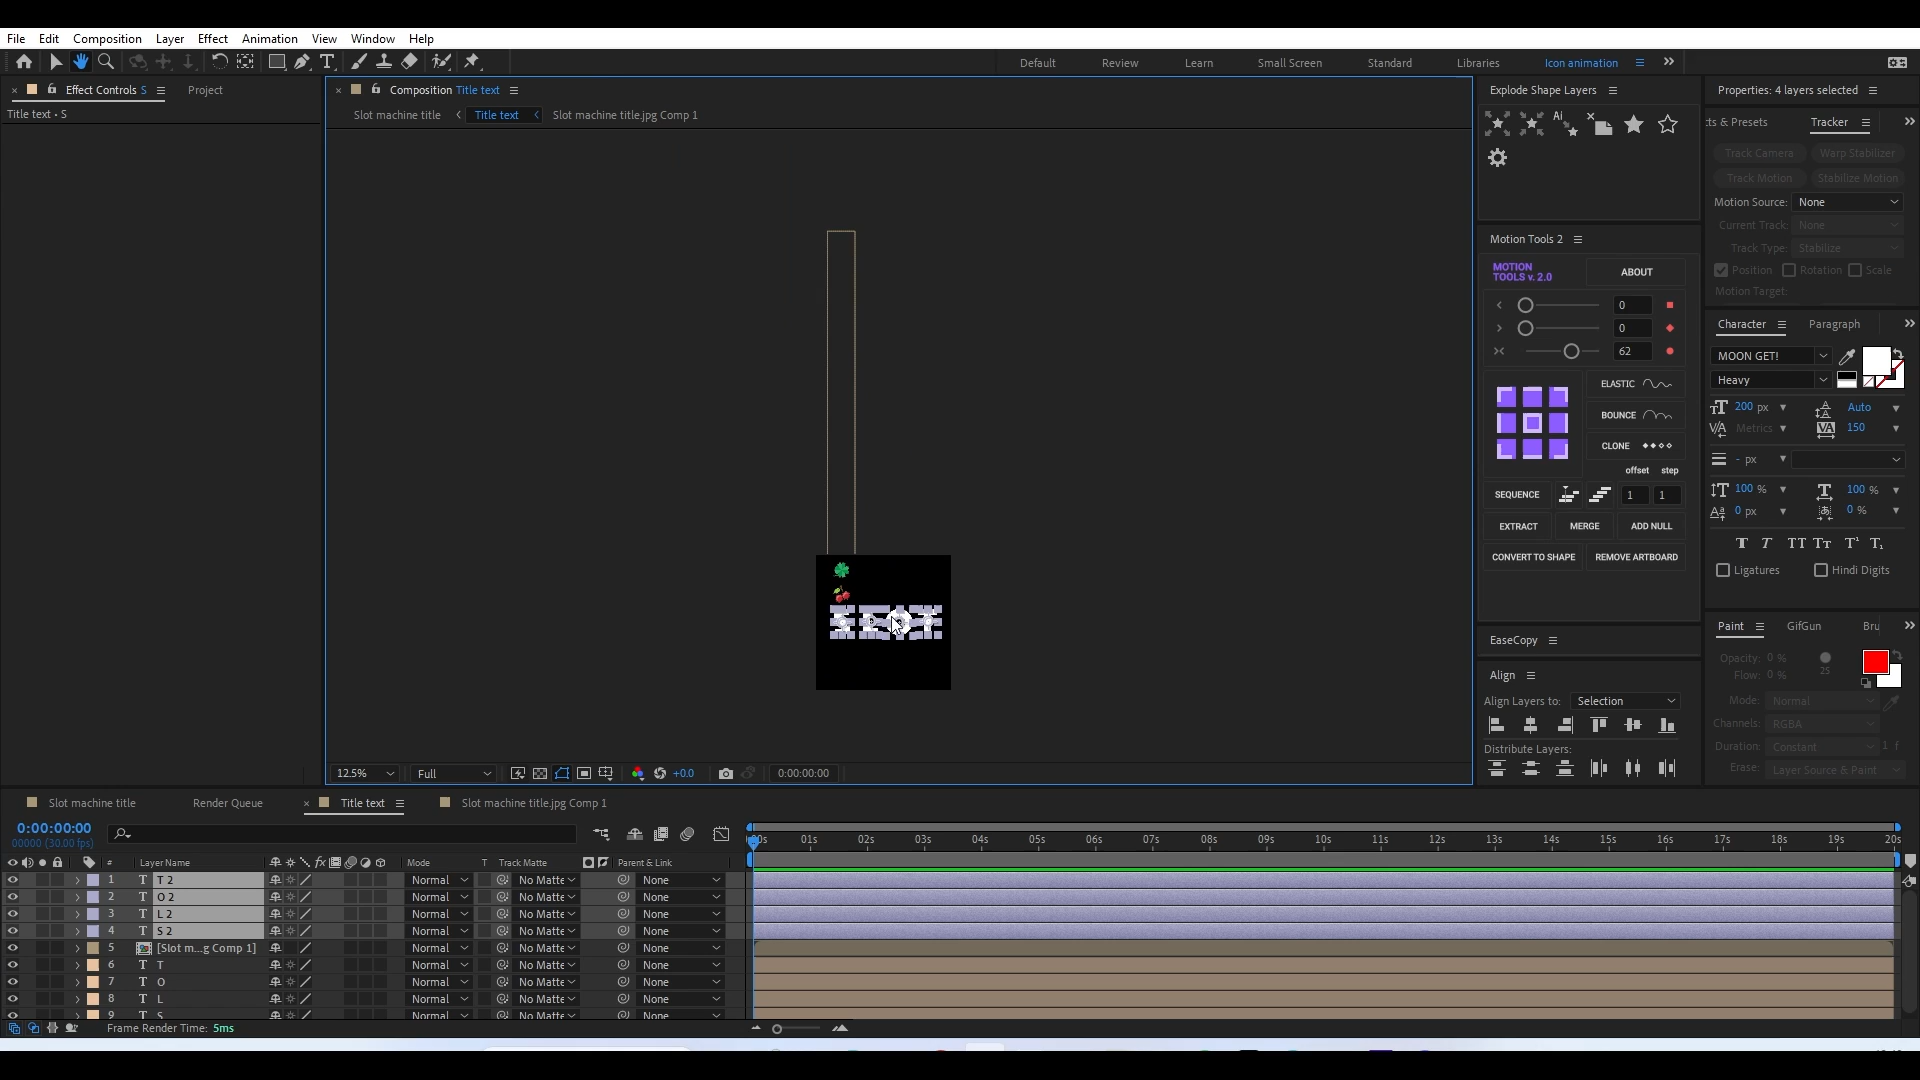 File Edit Composition Layer Effect Animation View Window Help
Default Review Learn Small Screen Standard Libraries Icon animation
Effect Controls S Project
Title text • S
Composition Title text
Slot machine title Title text Slot machine title.jpg Comp 1
12.5% Full +0.0 0:00:00:00
Explode Shape Layers
Ai
Motion Tools 2
MOTION TOOLS v. 2.0 ABOUT
0
0
62
ELASTIC
BOUNCE
CLONE
offset step
SEQUENCE 1 1
EXTRACT MERGE ADD NULL
CONVERT TO SHAPE REMOVE ARTBOARD
EaseCopy
Align
Align Layers to: Selection
Distribute Layers:
Properties: 4 layers selected
ts & Presets Tracker
Track Camera Warp Stabilizer
Track Motion Stabilize Motion
Motion Source: None
Current Track: None
Track Type: Stabilize
Position Rotation Scale
Motion Target:
Character Paragraph
MOON GET!
Heavy
200 px Auto
Metrics 150
- px
100 % 100 %
0 px 0 %
T T TT Tt T¹ T₁
Ligatures Hindi Digits
Paint GifGun Bru
Opacity: 0 %
Flow: 0 % 25
Mode: Normal
Channels: RGBA
Duration: Constant 1 f
Erase: Layer Source & Paint
Slot machine title Render Queue Title text Slot machine title.jpg Comp 1
0:00:00:00
00000 (30.00 fps)
00s 01s 02s 03s 04s 05s 06s 07s 08s 09s 10s 11s 12s 13s 14s 15s 16s 17s 18s 19s 20s
# Layer Name fx Mode T Track Matte Parent & Link
1 T T 2 Normal No Matte None
2 T O 2 Normal No Matte None
3 T L 2 Normal No Matte None
4 T S 2 Normal No Matte None
5 [Slot m...g Comp 1] Normal No Matte None
6 T T Normal No Matte None
7 T O Normal No Matte None
8 T L Normal No Matte None
9 T S Normal No Matte None
Frame Render Time: 5ms